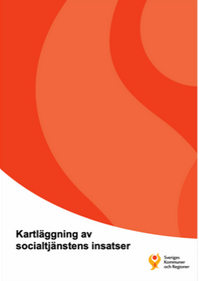 Kartläggning av
socialtjänstens insatser
Sveriges
Kommuner
och Regioner